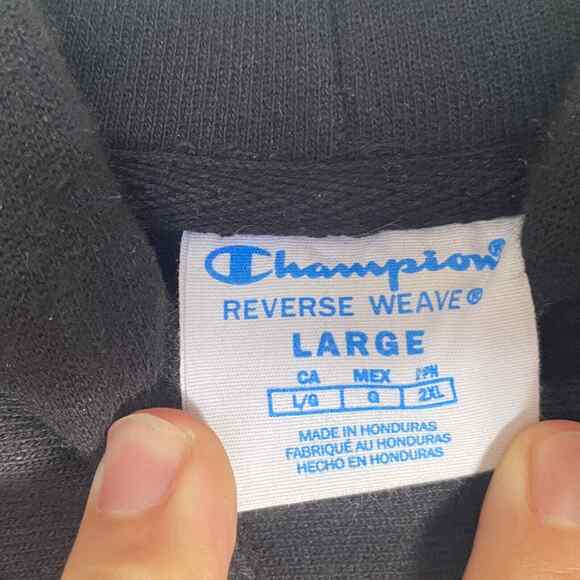 Champion®
REVERSE WEAVE®
LARGE
CA MEX JPN
L/G G 2XL
MADE IN HONDURAS
FABRIQUÉ AU HONDURAS
HECHO EN HONDURAS